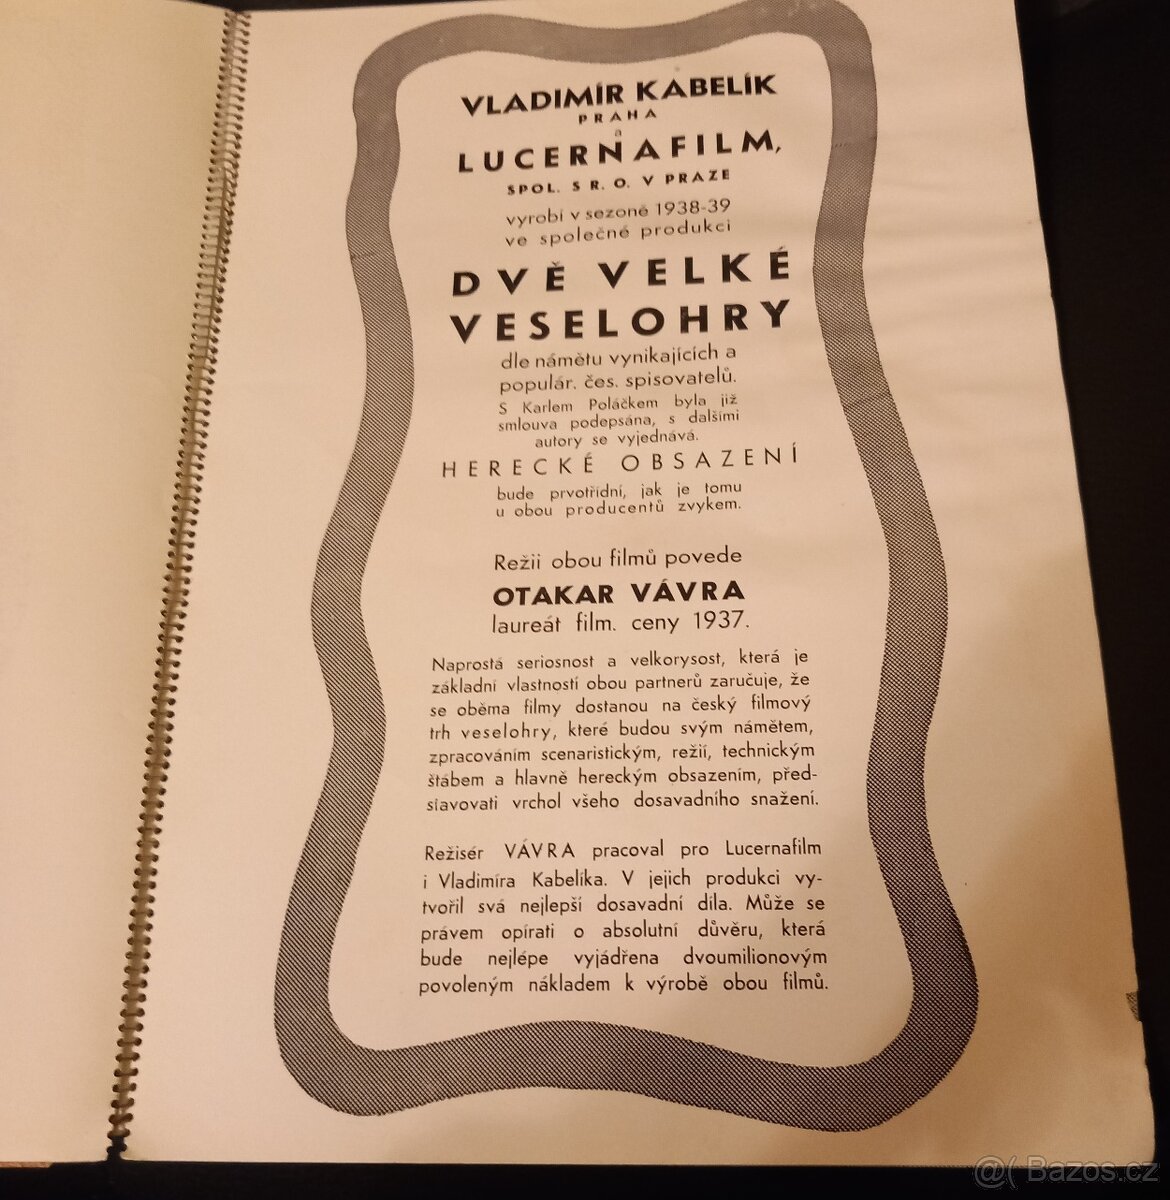 VLADIMÍR KABELÍK
PRAHA
a
LUCERNAFILM,
SPOL. S R. O. V PRAZE
vyrobí v sezoně 1938-39
ve společné produkci
DVĚ VELKÉ
VESELOHRY
dle námětu vynikajících a
populár. čes. spisovatelů.
S Karlem Poláčkem byla již
smlouva podepsána, s dalšími
autory se vyjednává.
HERECKÉ OBSAZENÍ
bude prvotřídní, jak je tomu
u obou producentů zvykem.
Režii obou filmů povede
OTAKAR VÁVRA
laureát film. ceny 1937.
Naprostá seriosnost a velkorysost, která je
základní vlastností obou partnerů zaručuje, že
se oběma filmy dostanou na český filmový
trh veselohry, které budou svým námětem,
zpracováním scenaristickým, režií, technickým
štábem a hlavně hereckým obsazením, před-
stavovati vrchol všeho dosavadního snažení.
Režisér VÁVRA pracoval pro Lucernafilm
i Vladimíra Kabelíka. V jejich produkci vy-
tvořil svá nejlepší dosavadní díla. Může se
právem opírati o absolutní důvěru, která
bude nejlépe vyjádřena dvoumilionovým
povoleným nákladem k výrobě obou filmů.
@( Bazos.cz